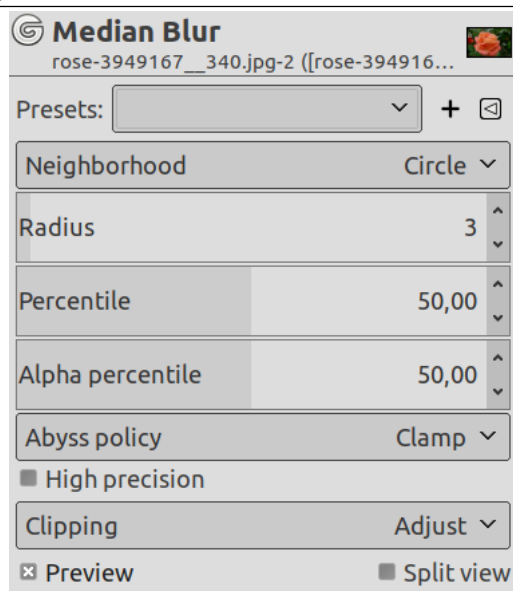 Median Blur
rose-3949167__340.jpg-2 ([rose-394916...
Presets:
Neighborhood Circle
Radius 3
Percentile 50,00
Alpha percentile 50,00
Abyss policy Clamp
High precision
Clipping Adjust
Preview Split view